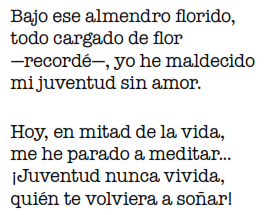 Bajo ese almendro florido,
todo cargado de flor
—recordé—, yo he maldecido
mi juventud sin amor.

Hoy, en mitad de la vida,
me he parado a meditar...
¡Juventud nunca vivida,
quién te volviera a soñar!